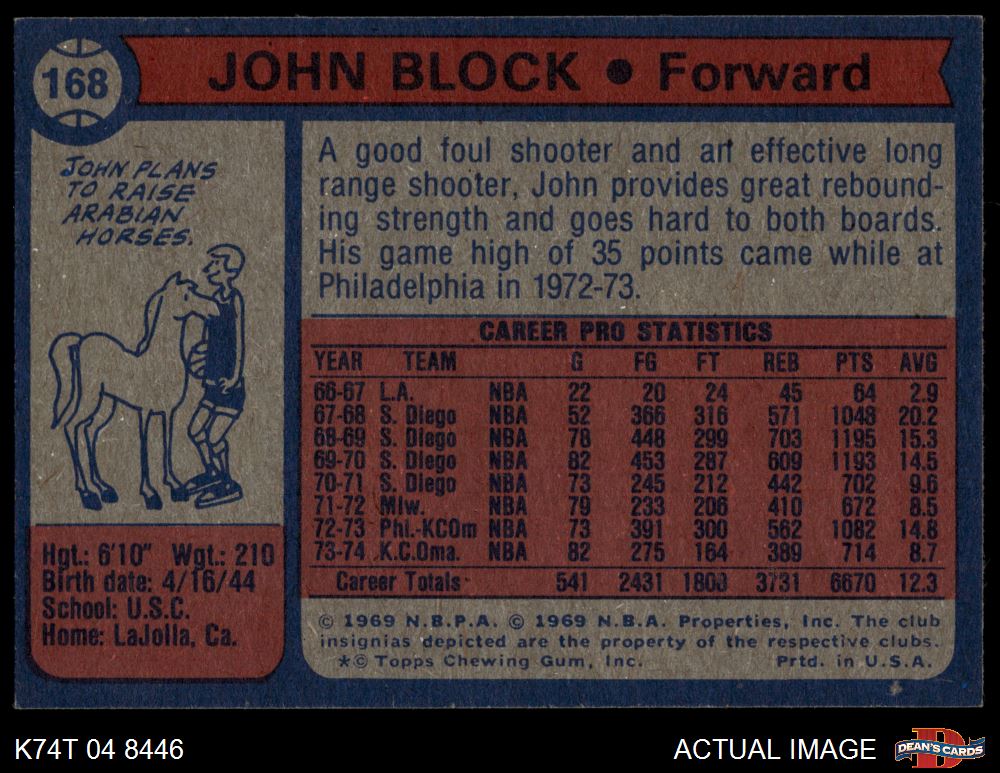 168
JOHN BLOCK ● Forward
JOHN PLANS
TO RAISE
ARABIAN
HORSES.
A good foul shooter and an effective long
range shooter, John provides great rebound-
ing strength and goes hard to both boards.
His game high of 35 points came while at
Philadelphia in 1972-73.
CAREER PRO STATISTICS
YEAR TEAM G FG FT REB PTS AVG
66-67 L.A. NBA 22 20 24 45 64 2.9
67-68 S. Diego NBA 52 366 316 571 1048 20.2
68-69 S. Diego NBA 78 448 299 703 1195 15.3
69-70 S. Diego NBA 82 453 287 609 1193 14.5
70-71 S. Diego NBA 73 245 212 442 702 9.6
71-72 Milw. NBA 79 233 206 410 672 8.5
72-73 Phl.-KCOm NBA 73 391 300 562 1082 14.8
73-74 K.C.Oma. NBA 82 275 164 389 714 8.7
Career Totals 541 2431 1808 3731 6670 12.3
Hgt.: 6'10" Wgt.: 210
Birth date: 4/16/44
School: U.S.C.
Home: LaJolla, Ca.
© 1969 N.B.P.A. © 1969 N.B.A. Properties, Inc. The club
insignias depicted are the property of the respective clubs.
*© Topps Chewing Gum, Inc. Prtd. in U.S.A.
K74T 04 8446
ACTUAL IMAGE
D
DEAN'S CARDS